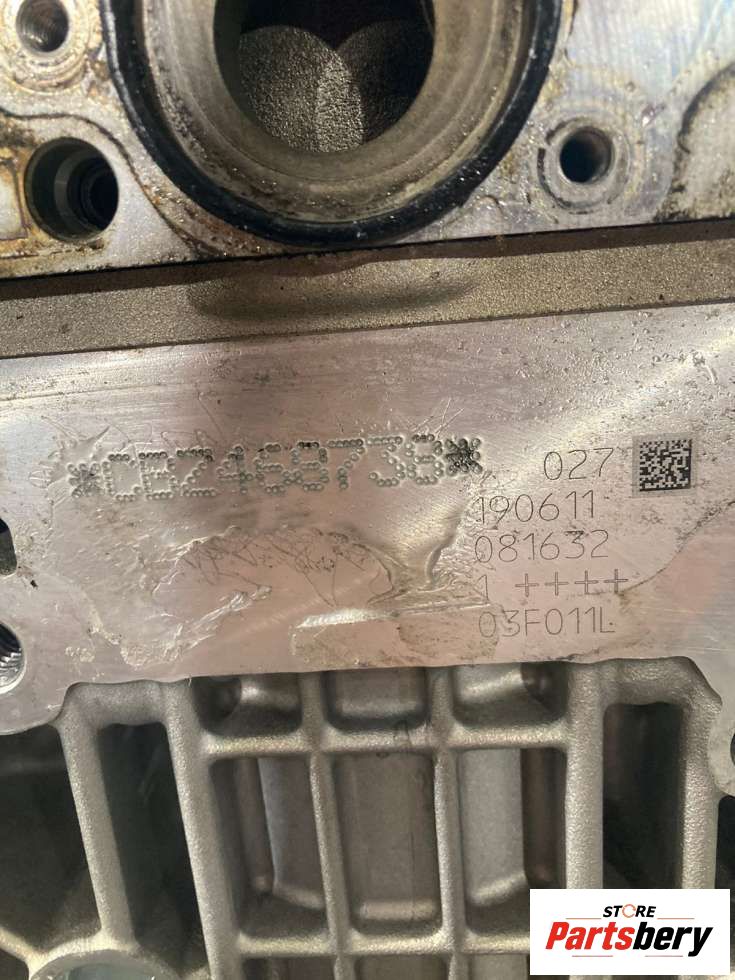 *CBZ468738*
027
190611
081632
1 ++++
03F011L
STORE
Partsbery